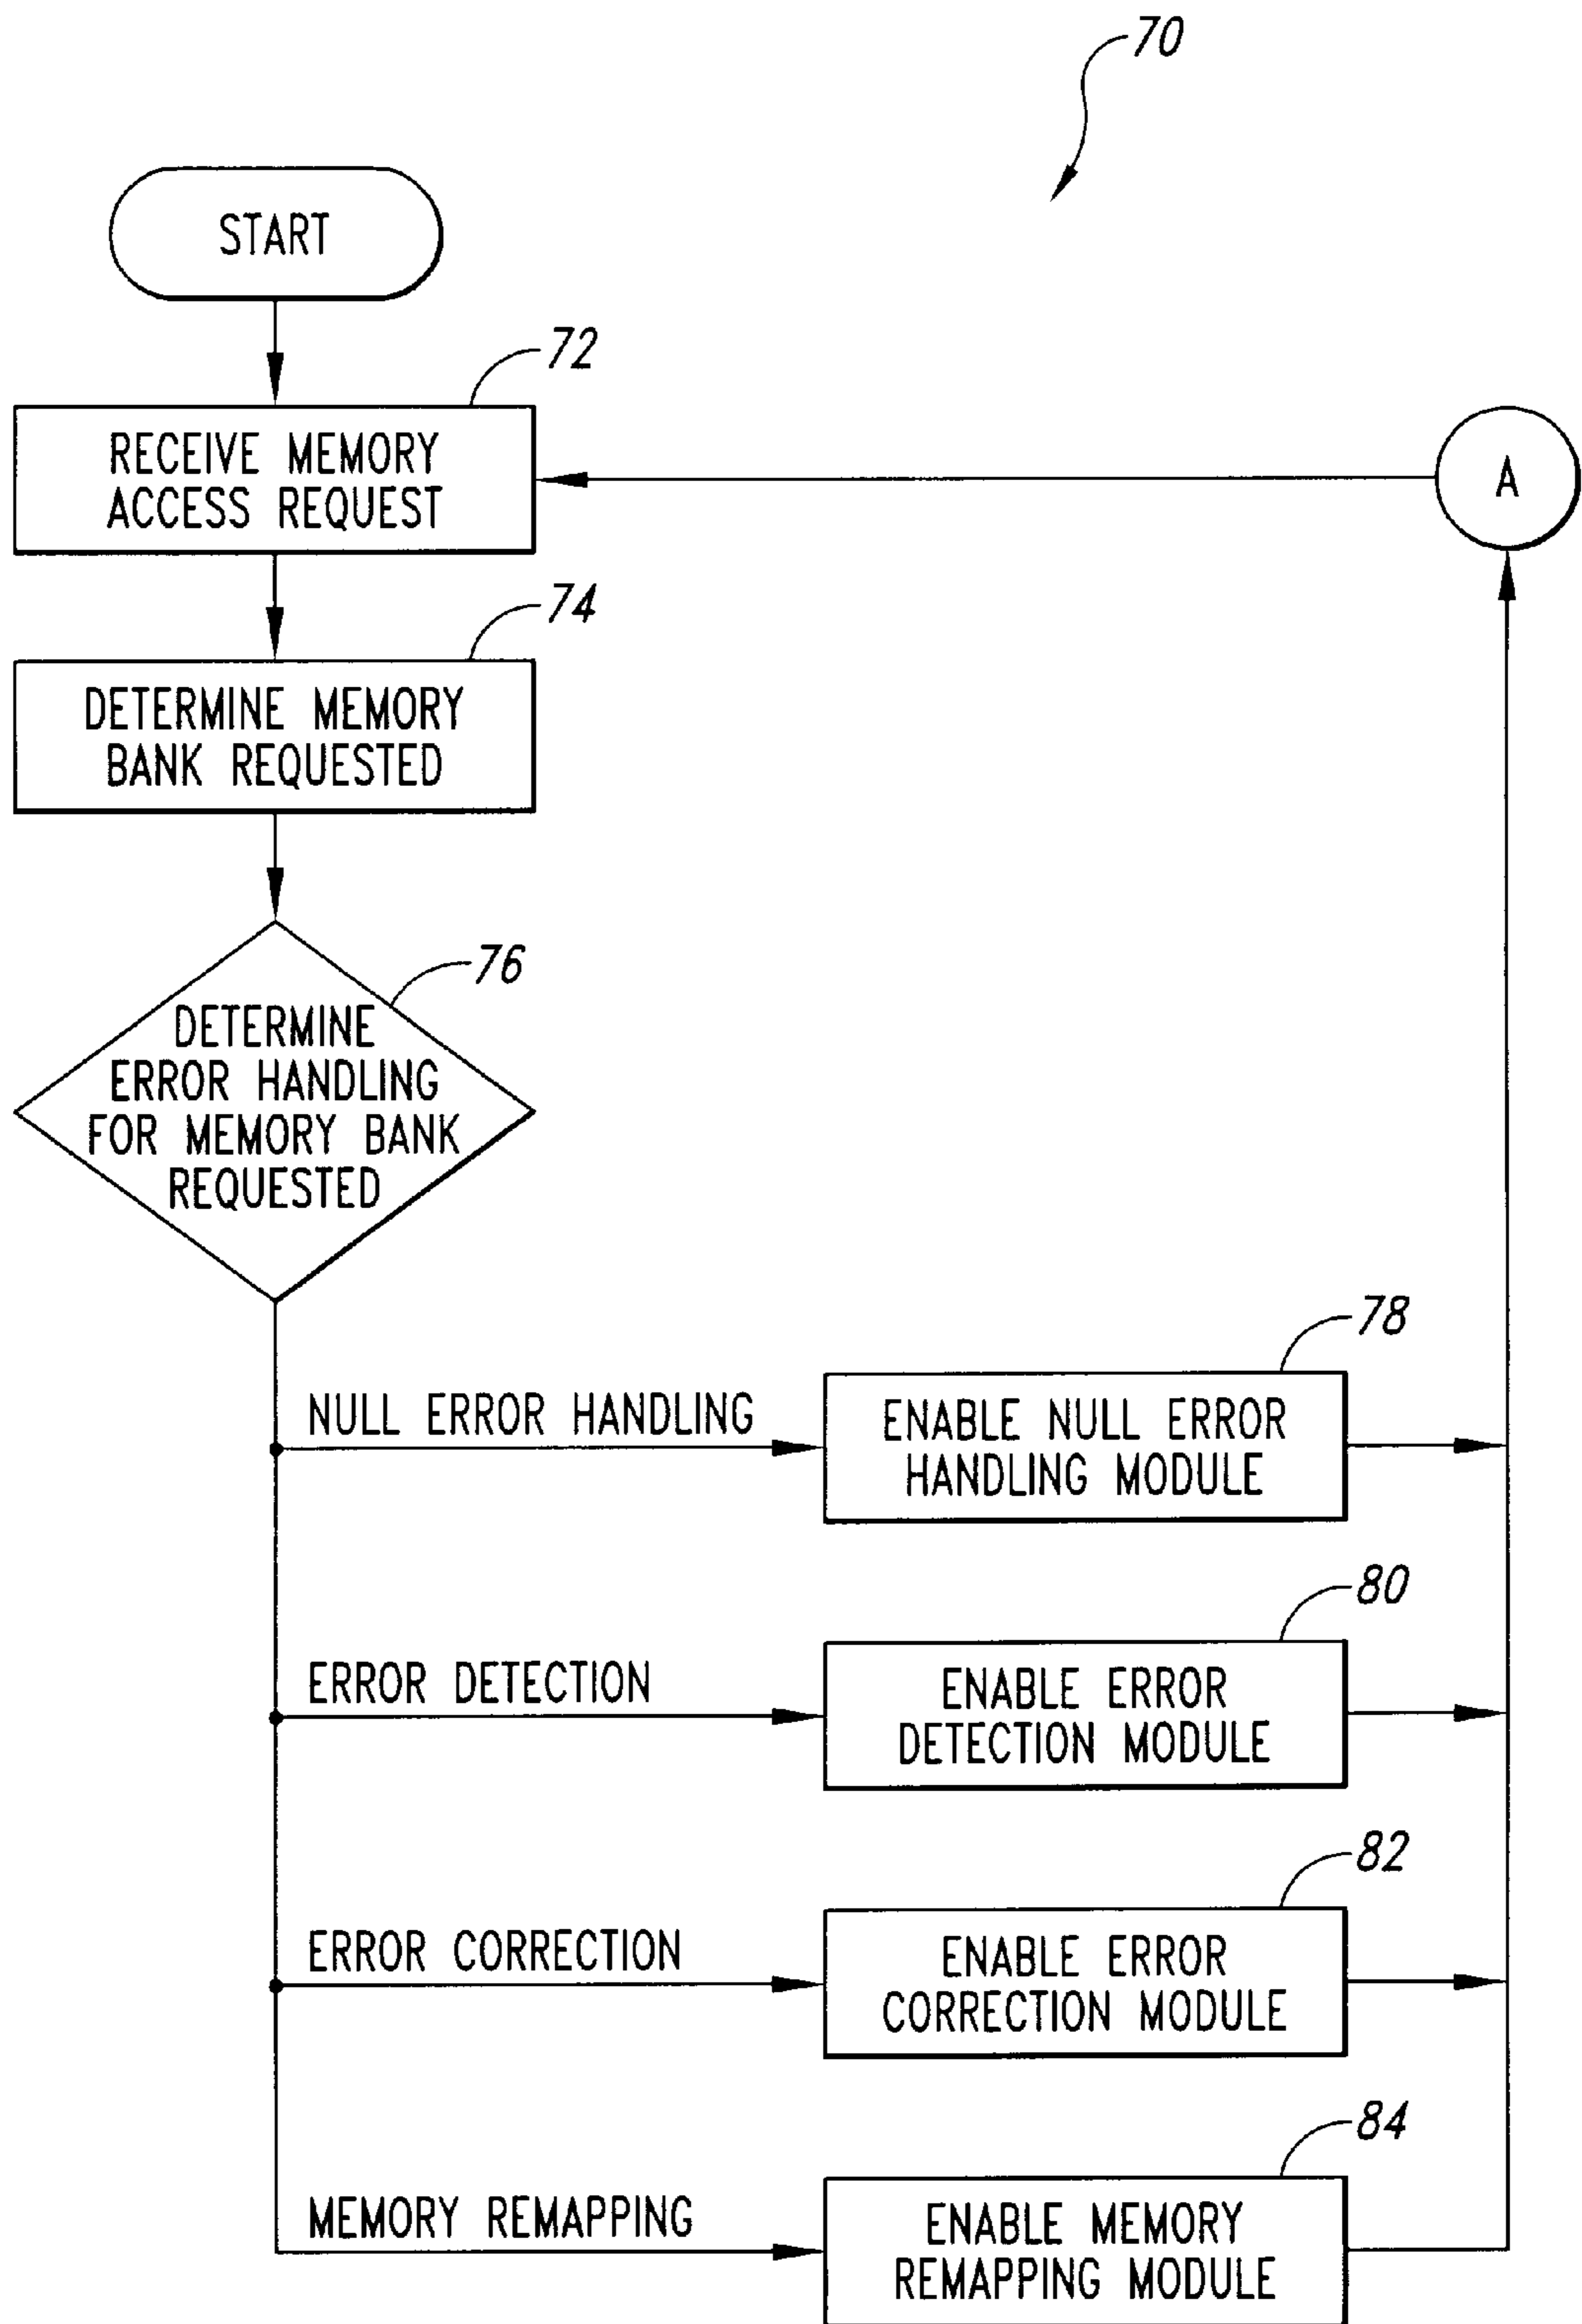 70
START
72
RECEIVE MEMORY
ACCESS REQUEST
A
74
DETERMINE MEMORY
BANK REQUESTED
76
DETERMINE
ERROR HANDLING
FOR MEMORY BANK
REQUESTED
78
NULL ERROR HANDLING
ENABLE NULL ERROR
HANDLING MODULE
80
ERROR DETECTION
ENABLE ERROR
DETECTION MODULE
82
ERROR CORRECTION
ENABLE ERROR
CORRECTION MODULE
84
MEMORY REMAPPING
ENABLE MEMORY
REMAPPING MODULE